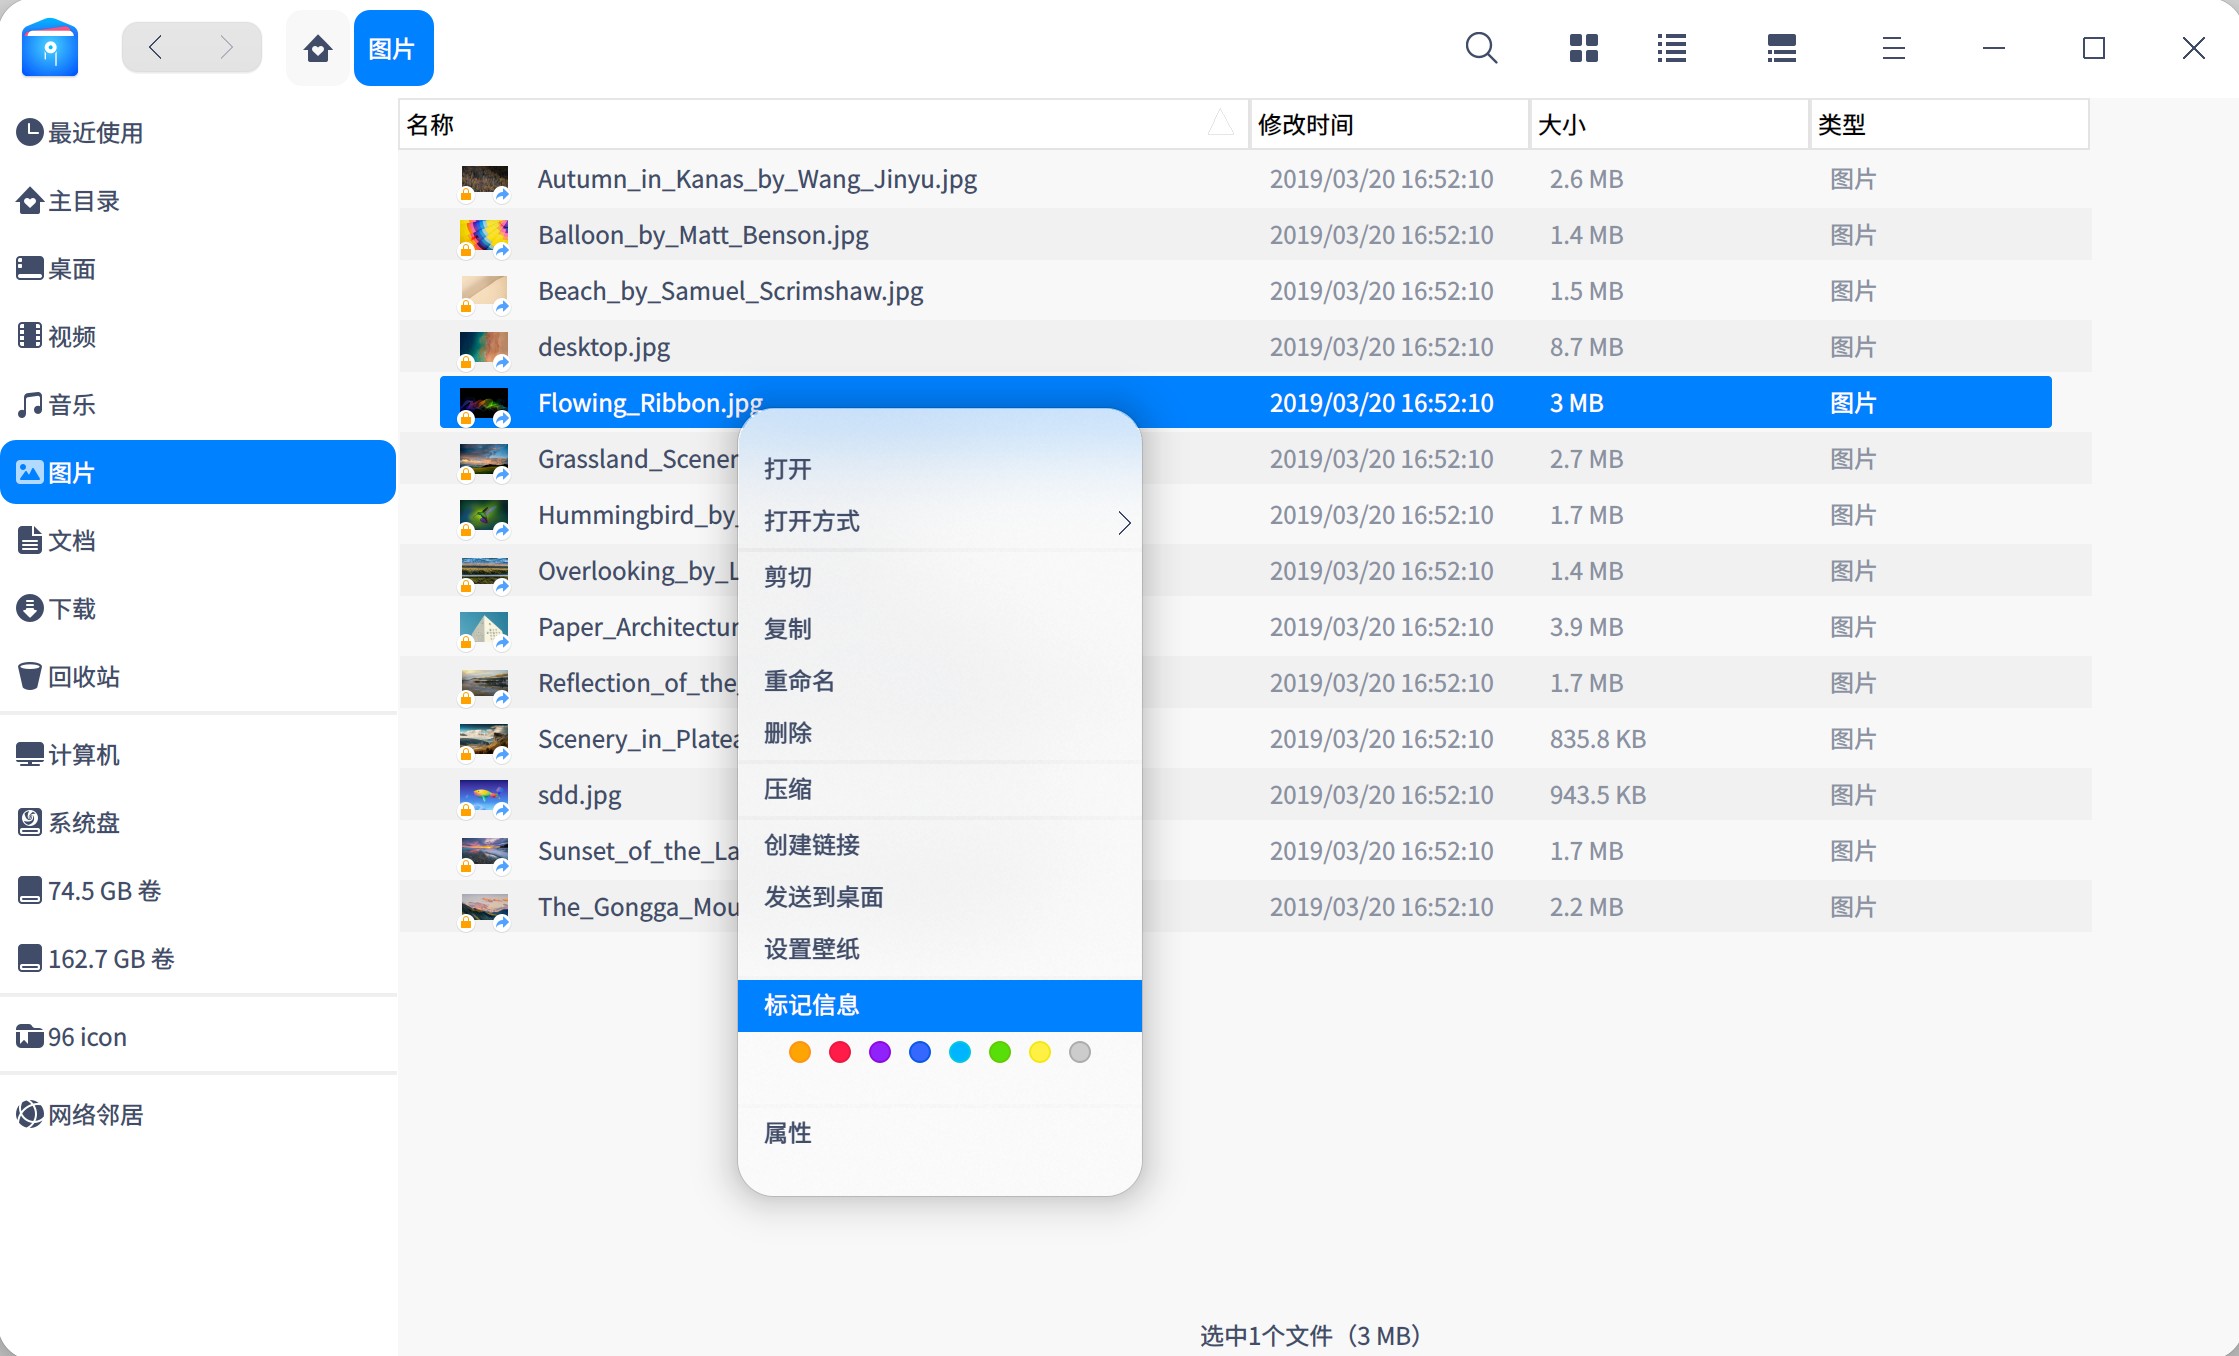 图片
最近使用
主目录
桌面
视频
音乐
图片
文档
下载
回收站
计算机
系统盘
74.5 GB 卷
162.7 GB 卷
96 icon
网络邻居
名称 修改时间 大小 类型
Autumn_in_Kanas_by_Wang_Jinyu.jpg 2019/03/20 16:52:10 2.6 MB 图片
Balloon_by_Matt_Benson.jpg 2019/03/20 16:52:10 1.4 MB 图片
Beach_by_Samuel_Scrimshaw.jpg 2019/03/20 16:52:10 1.5 MB 图片
desktop.jpg 2019/03/20 16:52:10 8.7 MB 图片
Flowing_Ribbon.jpg 2019/03/20 16:52:10 3 MB 图片
Grassland_Scener 2019/03/20 16:52:10 2.7 MB 图片
Hummingbird_by_ 2019/03/20 16:52:10 1.7 MB 图片
Overlooking_by_L 2019/03/20 16:52:10 1.4 MB 图片
Paper_Architectur 2019/03/20 16:52:10 3.9 MB 图片
Reflection_of_the_ 2019/03/20 16:52:10 1.7 MB 图片
Scenery_in_Platea 2019/03/20 16:52:10 835.8 KB 图片
sdd.jpg 2019/03/20 16:52:10 943.5 KB 图片
Sunset_of_the_La 2019/03/20 16:52:10 1.7 MB 图片
The_Gongga_Mou 2019/03/20 16:52:10 2.2 MB 图片
打开
打开方式
剪切
复制
重命名
删除
压缩
创建链接
发送到桌面
设置壁纸
标记信息
属性
选中1个文件（3 MB）